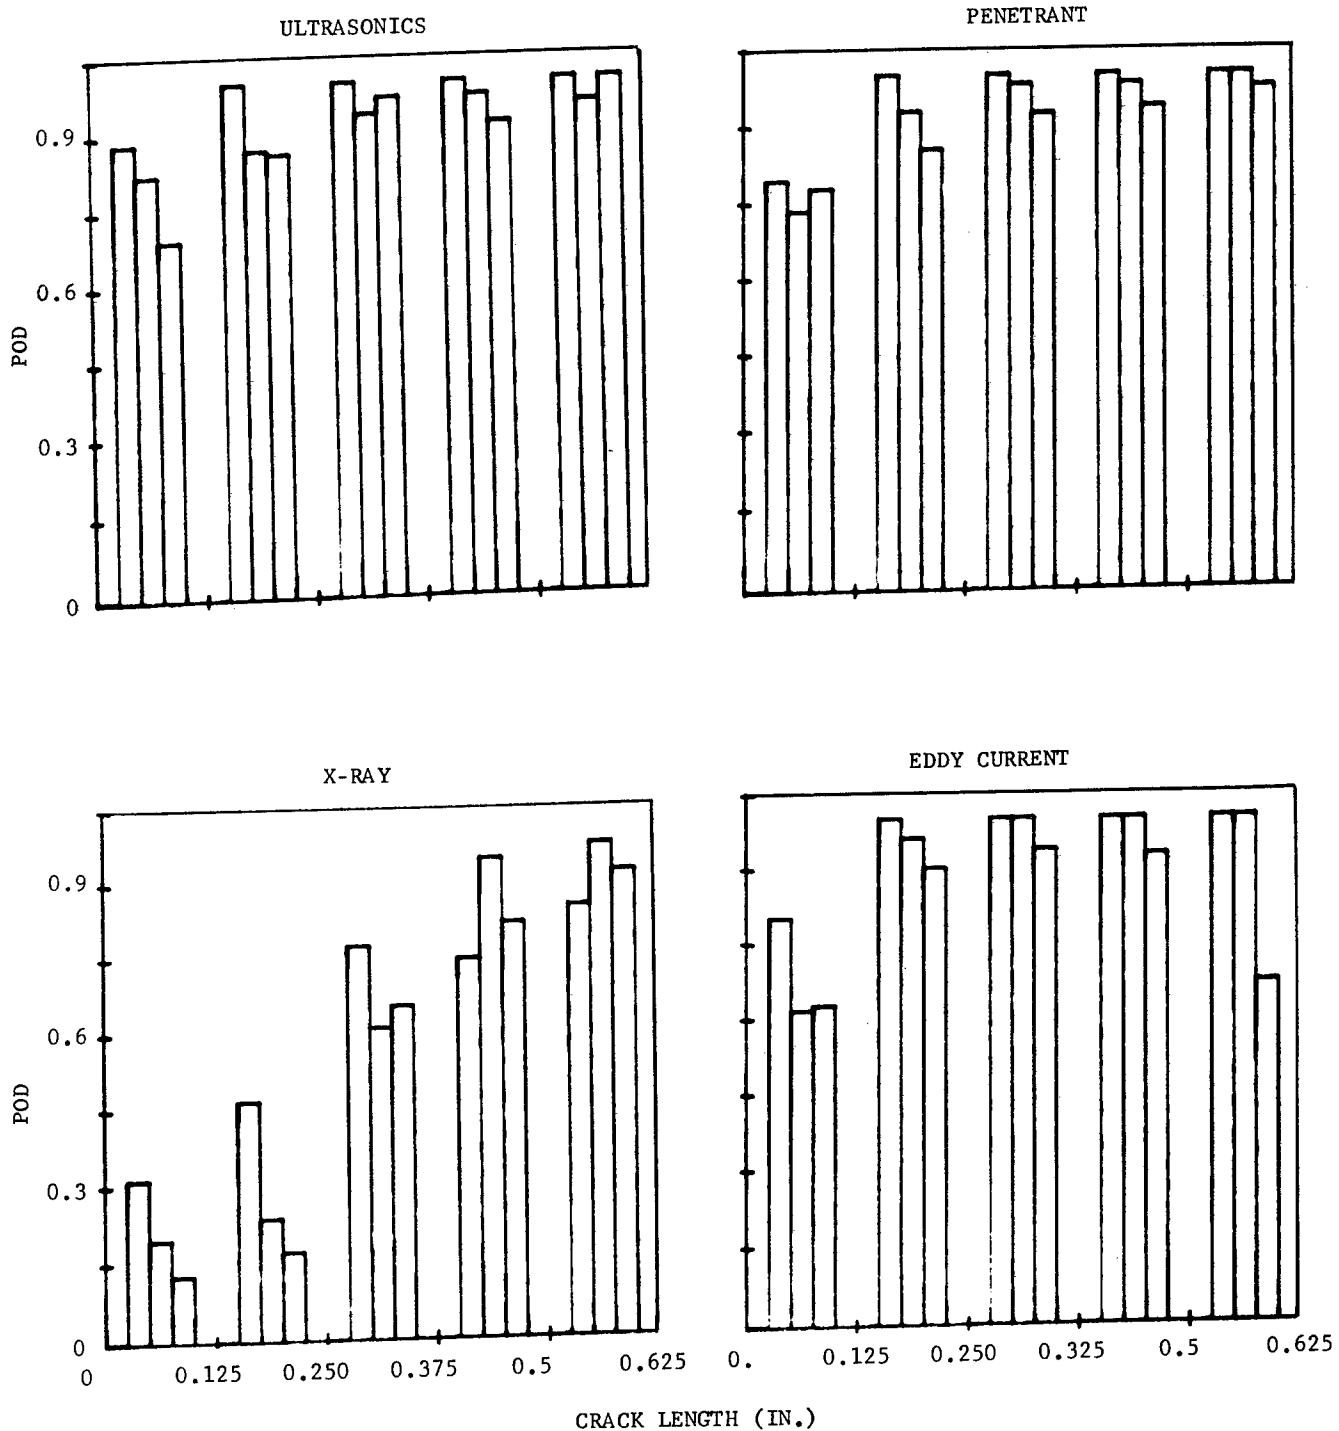 ULTRASONICS
PENETRANT
0.9
0.6
0.3
0
POD
X-RAY
EDDY CURRENT
0.9
0.6
0.3
0
POD
0 0.125 0.250 0.375 0.5 0.625
0. 0.125 0.250 0.325 0.5 0.625
CRACK LENGTH (IN.)